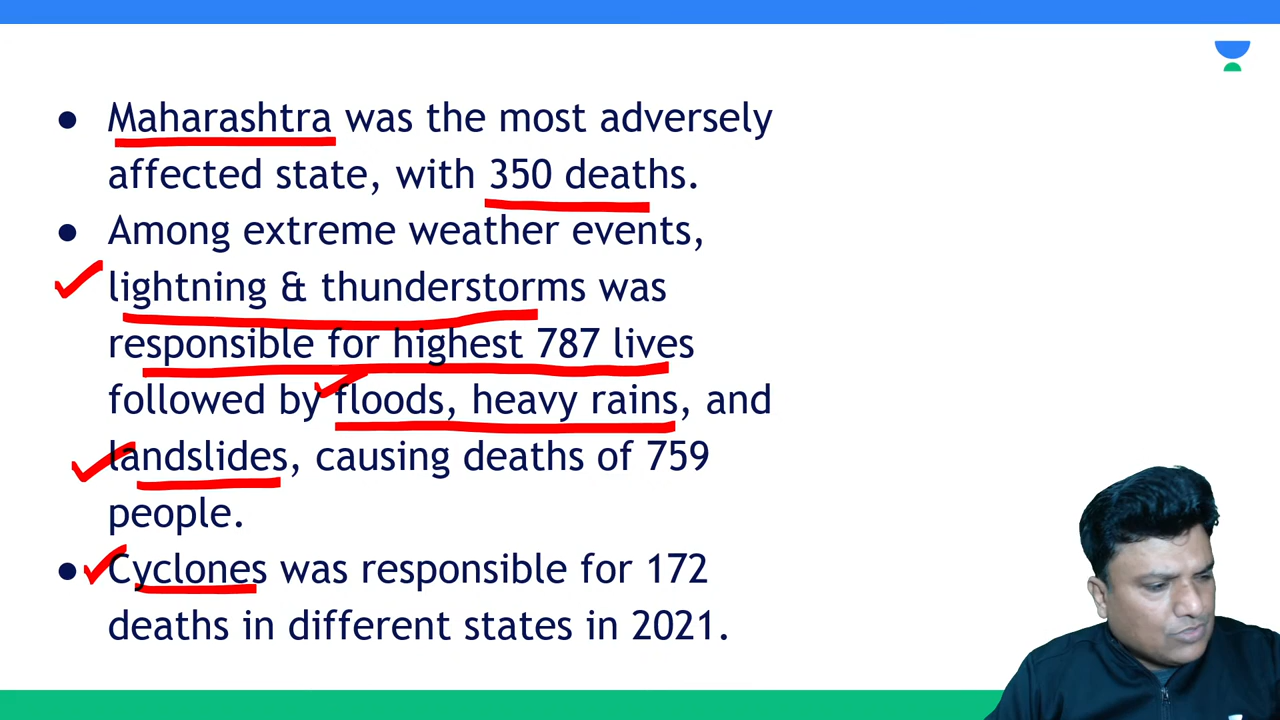 ● Maharashtra was the most adversely
affected state, with 350 deaths.
● Among extreme weather events,
lightning & thunderstorms was
responsible for highest 787 lives
followed by floods, heavy rains, and
landslides, causing deaths of 759
people.
● Cyclones was responsible for 172
deaths in different states in 2021.